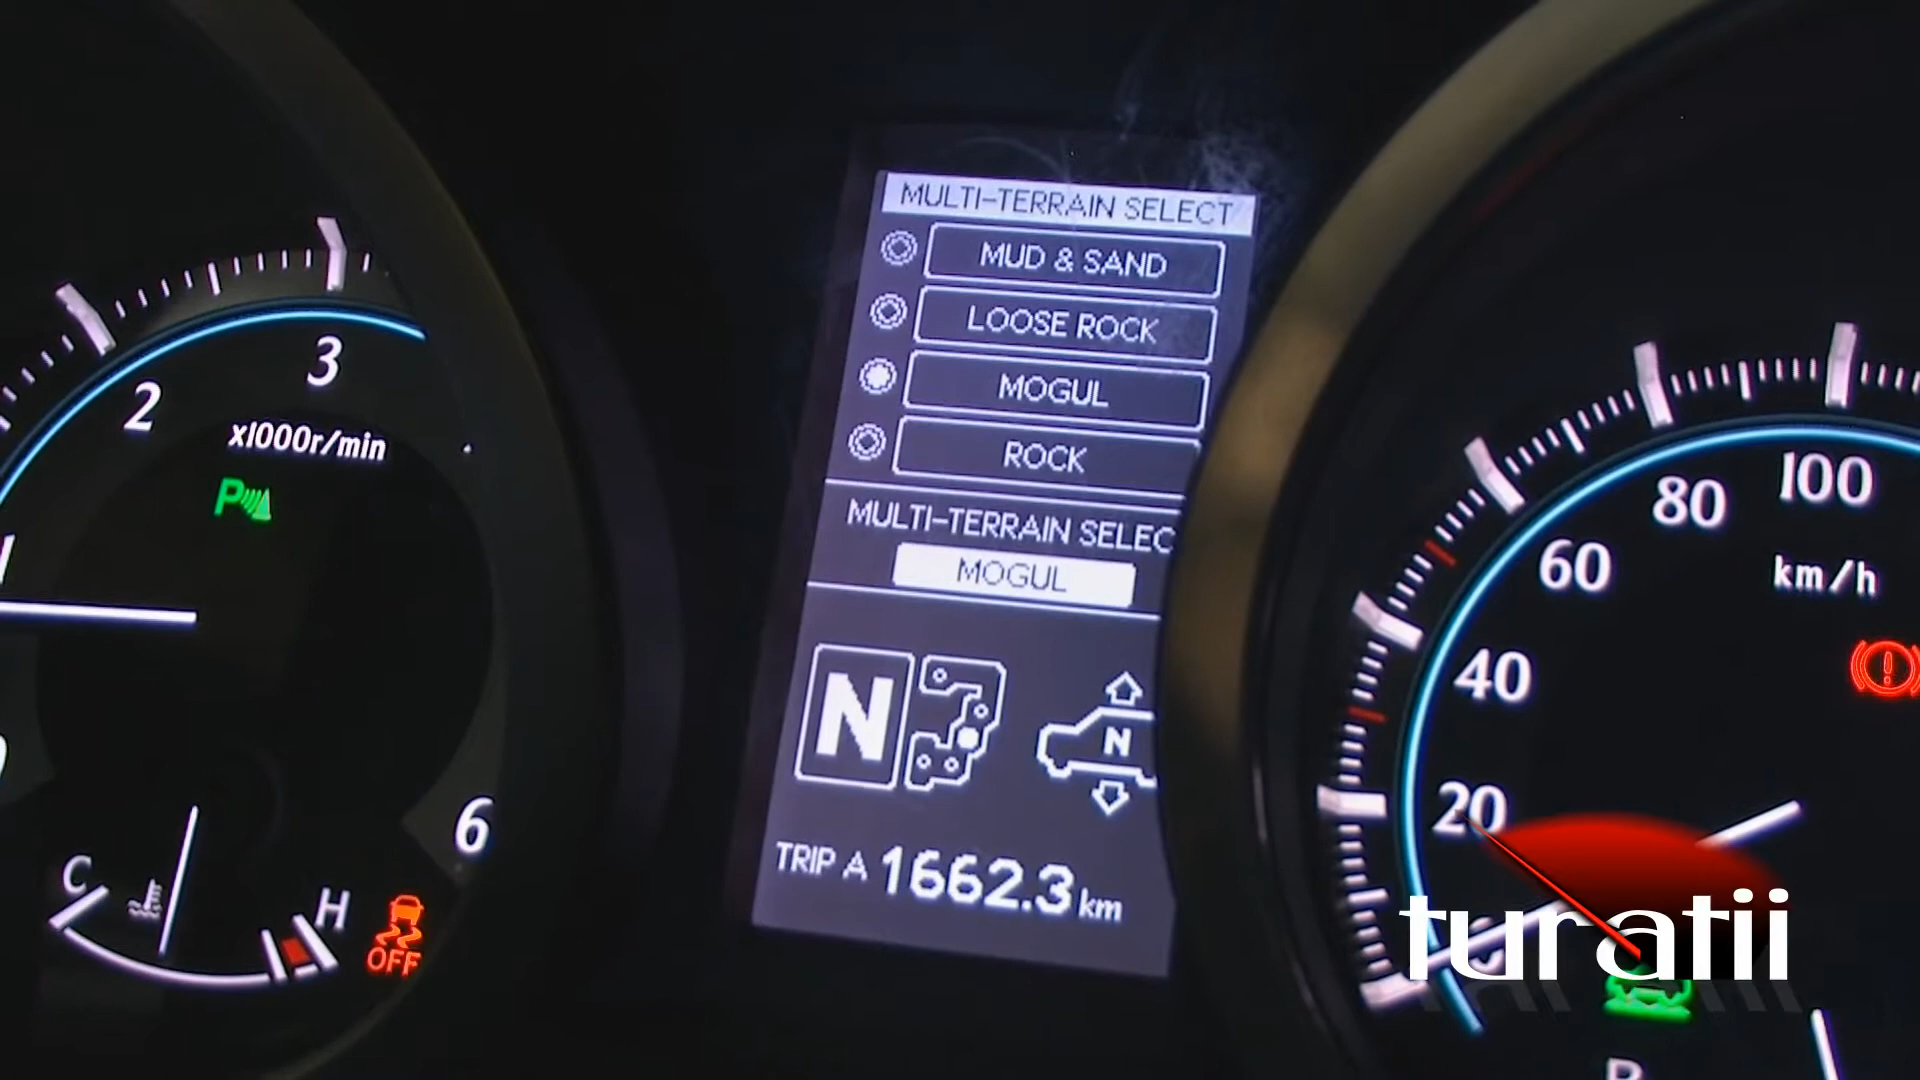 MULTI-TERRAIN SELECT
MUD & SAND
LOOSE ROCK
MOGUL
ROCK
MULTI-TERRAIN SELEC
MOGUL
N
N
TRIP A 1662.3 km
1
2
3
6
x1000r/min
P
C
H
OFF
20
40
60
80
100
km/h
turatii